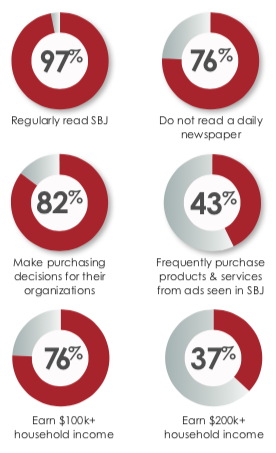 97%
Regularly read SBJ
76%
Do not read a daily
newspaper
82%
Make purchasing
decisions for their
organizations
43%
Frequently purchase
products & services
from ads seen in SBJ
76%
Earn $100k+
household income
37%
Earn $200k+
household income